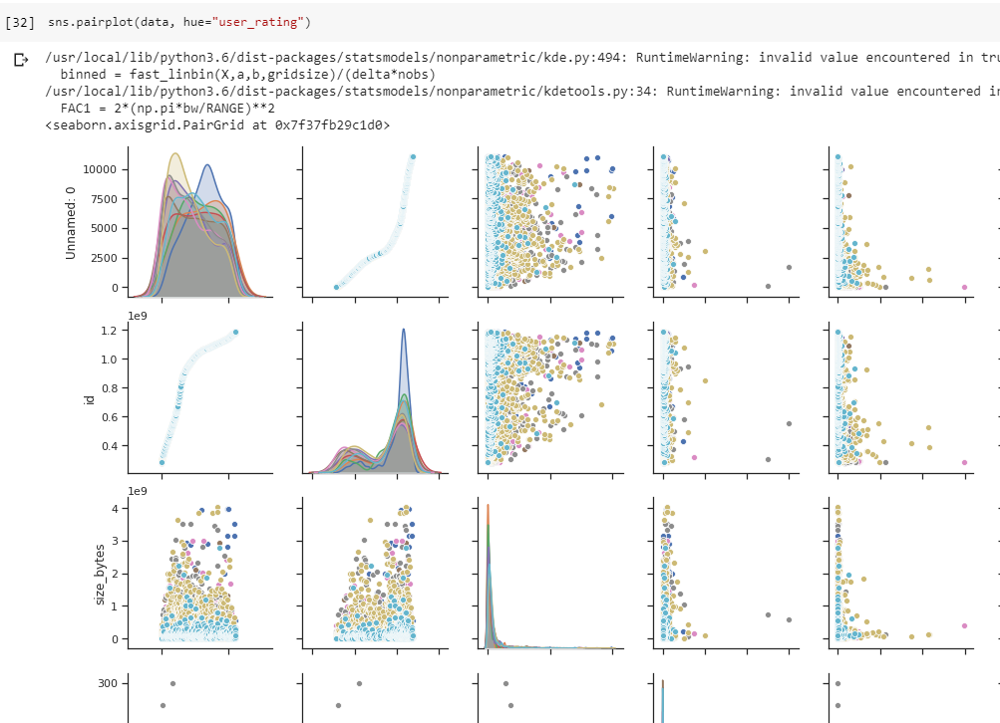 [32] sns.pairplot(data, hue="user_rating")
/usr/local/lib/python3.6/dist-packages/statsmodels/nonparametric/kde.py:494: RuntimeWarning: invalid value encountered in
binned = fast_linbin(X,a,b,gridsize)/(delta*nobs)
/usr/local/lib/python3.6/dist-packages/statsmodels/nonparametric/kdetools.py:34: RuntimeWarning: invalid value encountered
FAC1 = 2*(np.pi*bw/RANGE)**2
<seaborn.axisgrid.PairGrid at 0x7f37fb29c1d0>
10000
7500
5000
2500
0
Unnamed: 0
1e9
1.2
1.0
0.8
0.6
0.4
id
1e9
4
3
2
1
0
size_bytes
300